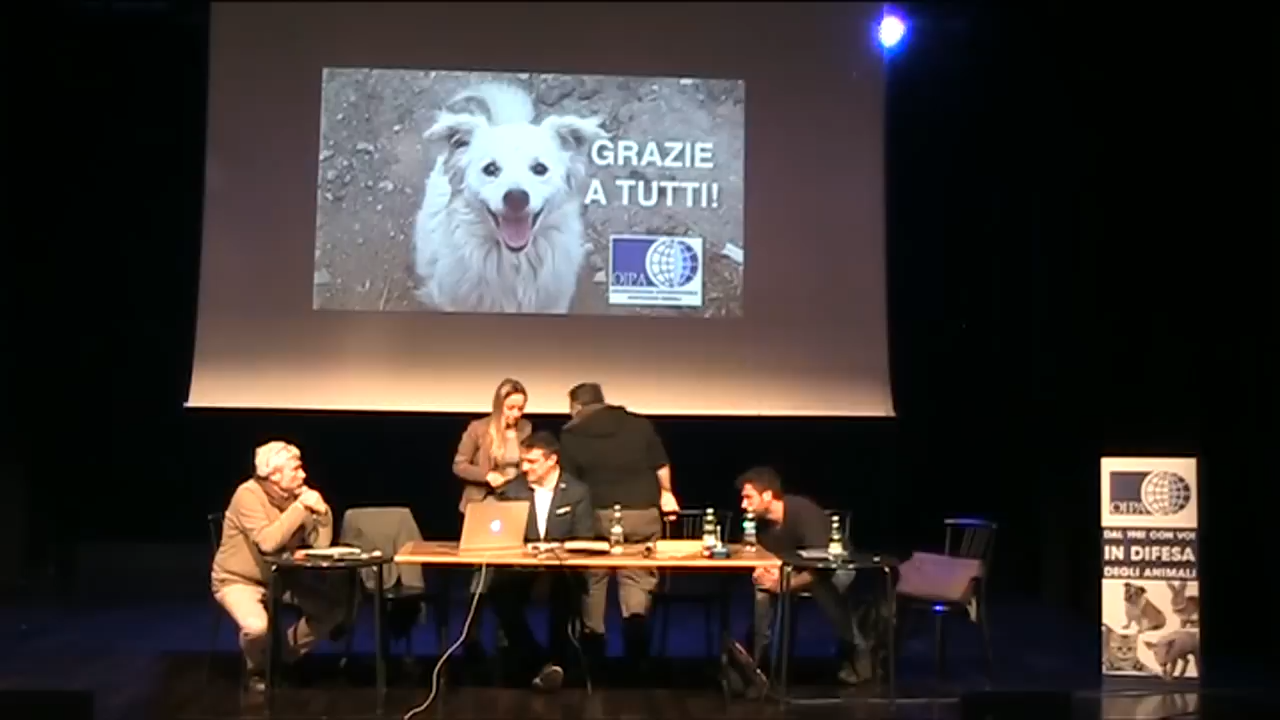 GRAZIE
A TUTTI!
OIPA
OIPA
DAL 1981 CON VOI
IN DIFESA
DEGLI ANIMALI